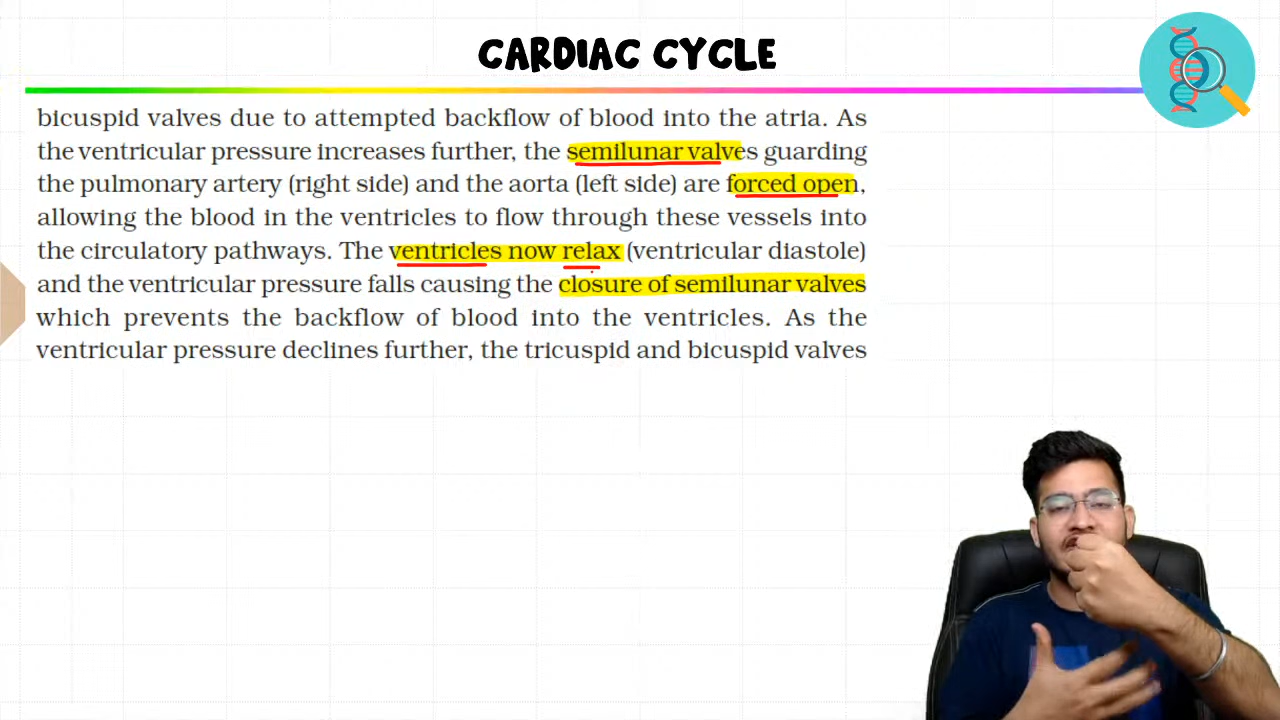 CARDIAC CYCLE
bicuspid valves due to attempted backflow of blood into the atria. As
the ventricular pressure increases further, the semilunar valves guarding
the pulmonary artery (right side) and the aorta (left side) are forced open,
allowing the blood in the ventricles to flow through these vessels into
the circulatory pathways. The ventricles now relax (ventricular diastole)
and the ventricular pressure falls causing the closure of semilunar valves
which prevents the backflow of blood into the ventricles. As the
ventricular pressure declines further, the tricuspid and bicuspid valves